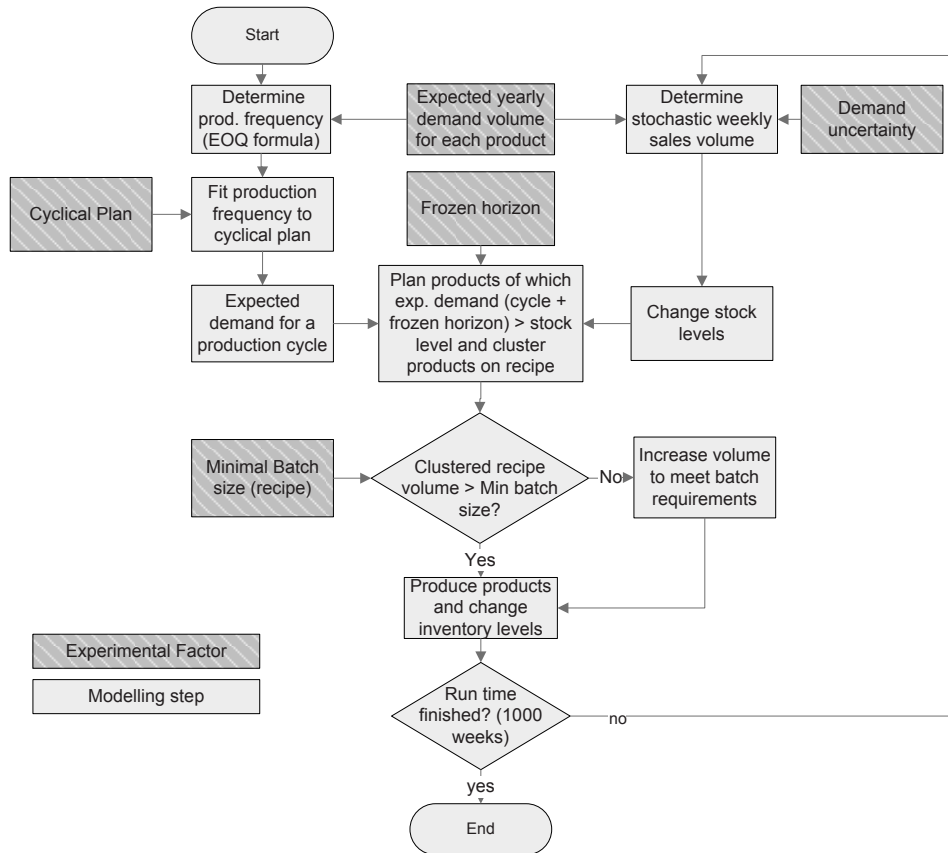 Start
Determine
prod. frequency
(EOQ formula)
Expected yearly
demand volume
for each product
Determine
stochastic weekly
sales volume
Demand
uncertainty
Cyclical Plan
Fit production
frequency to
cyclical plan
Frozen horizon
Expected
demand for a
production cycle
Plan products of which
exp. demand (cycle +
frozen horizon) > stock
level and cluster
products on recipe
Change stock
levels
Minimal Batch
size (recipe)
Clustered recipe
volume > Min batch
size?
No
Increase volume
to meet batch
requirements
Yes
Produce products
and change
inventory levels
Experimental Factor
Modelling step
Run time
finished? (1000
weeks)
no
yes
End